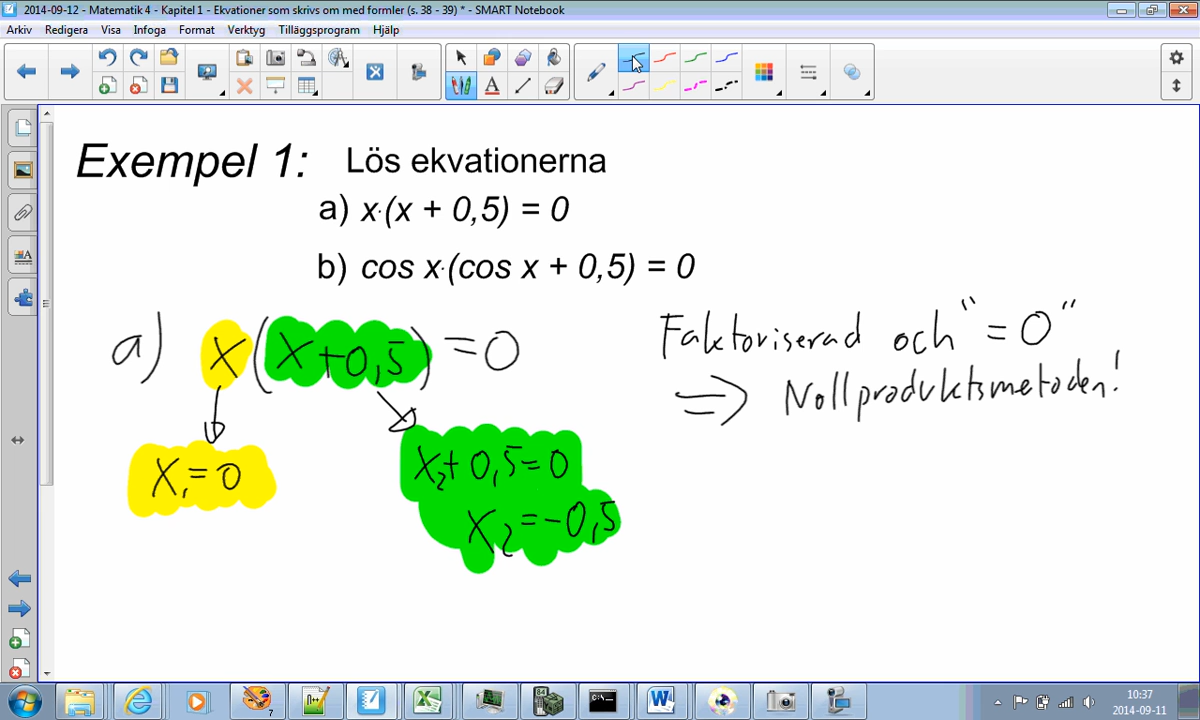 2014-09-12 - Matematik 4 - Kapitel 1 - Ekvationer som skrivs om med formler (s. 38 - 39) * - SMART Notebook
Arkiv Redigera Visa Infoga Format Verktyg Tilläggsprogram Hjälp
Exempel 1: Lös ekvationerna
a) x·(x + 0,5) = 0
b) cos x·(cos x + 0,5) = 0
a) x(x+0,5) = 0
Faktoriserad och "= 0"
⇒ Nollproduktsmetoden!
x₁ = 0
x₂+0,5=0
x₂=-0,5
10:37
2014-09-11